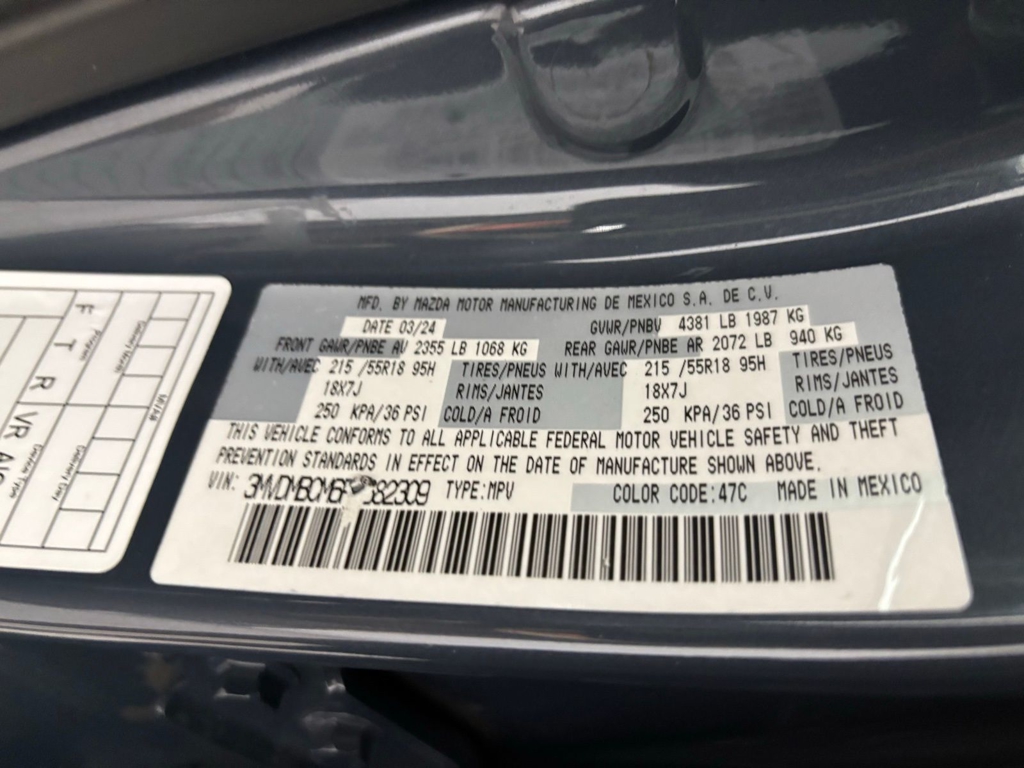 MFD. BY MAZDA MOTOR MANUFACTURING DE MEXICO S.A. DE C.V.
DATE 03/24 GVWR/PNBV 4381 LB 1987 KG
FRONT GAWR/PNBE AV 2355 LB 1068 KG REAR GAWR/PNBE AR 2072 LB 940 KG
WITH/AVEC 215 /55R18 95H TIRES/PNEUS WITH/AVEC 215 /55R18 95H TIRES/PNEUS
18X7J RIMS/JANTES 18X7J RIMS/JANTES
250 KPA/36 PSI COLD/A FROID 250 KPA/36 PSI COLD/A FROID
THIS VEHICLE CONFORMS TO ALL APPLICABLE FEDERAL MOTOR VEHICLE SAFETY AND THEFT
PREVENTION STANDARDS IN EFFECT ON THE DATE OF MANUFACTURE SHOWN ABOVE.
VIN: TYPE:MPV COLOR CODE:47C MADE IN MEXICO
F T R VR
Program
Service Type